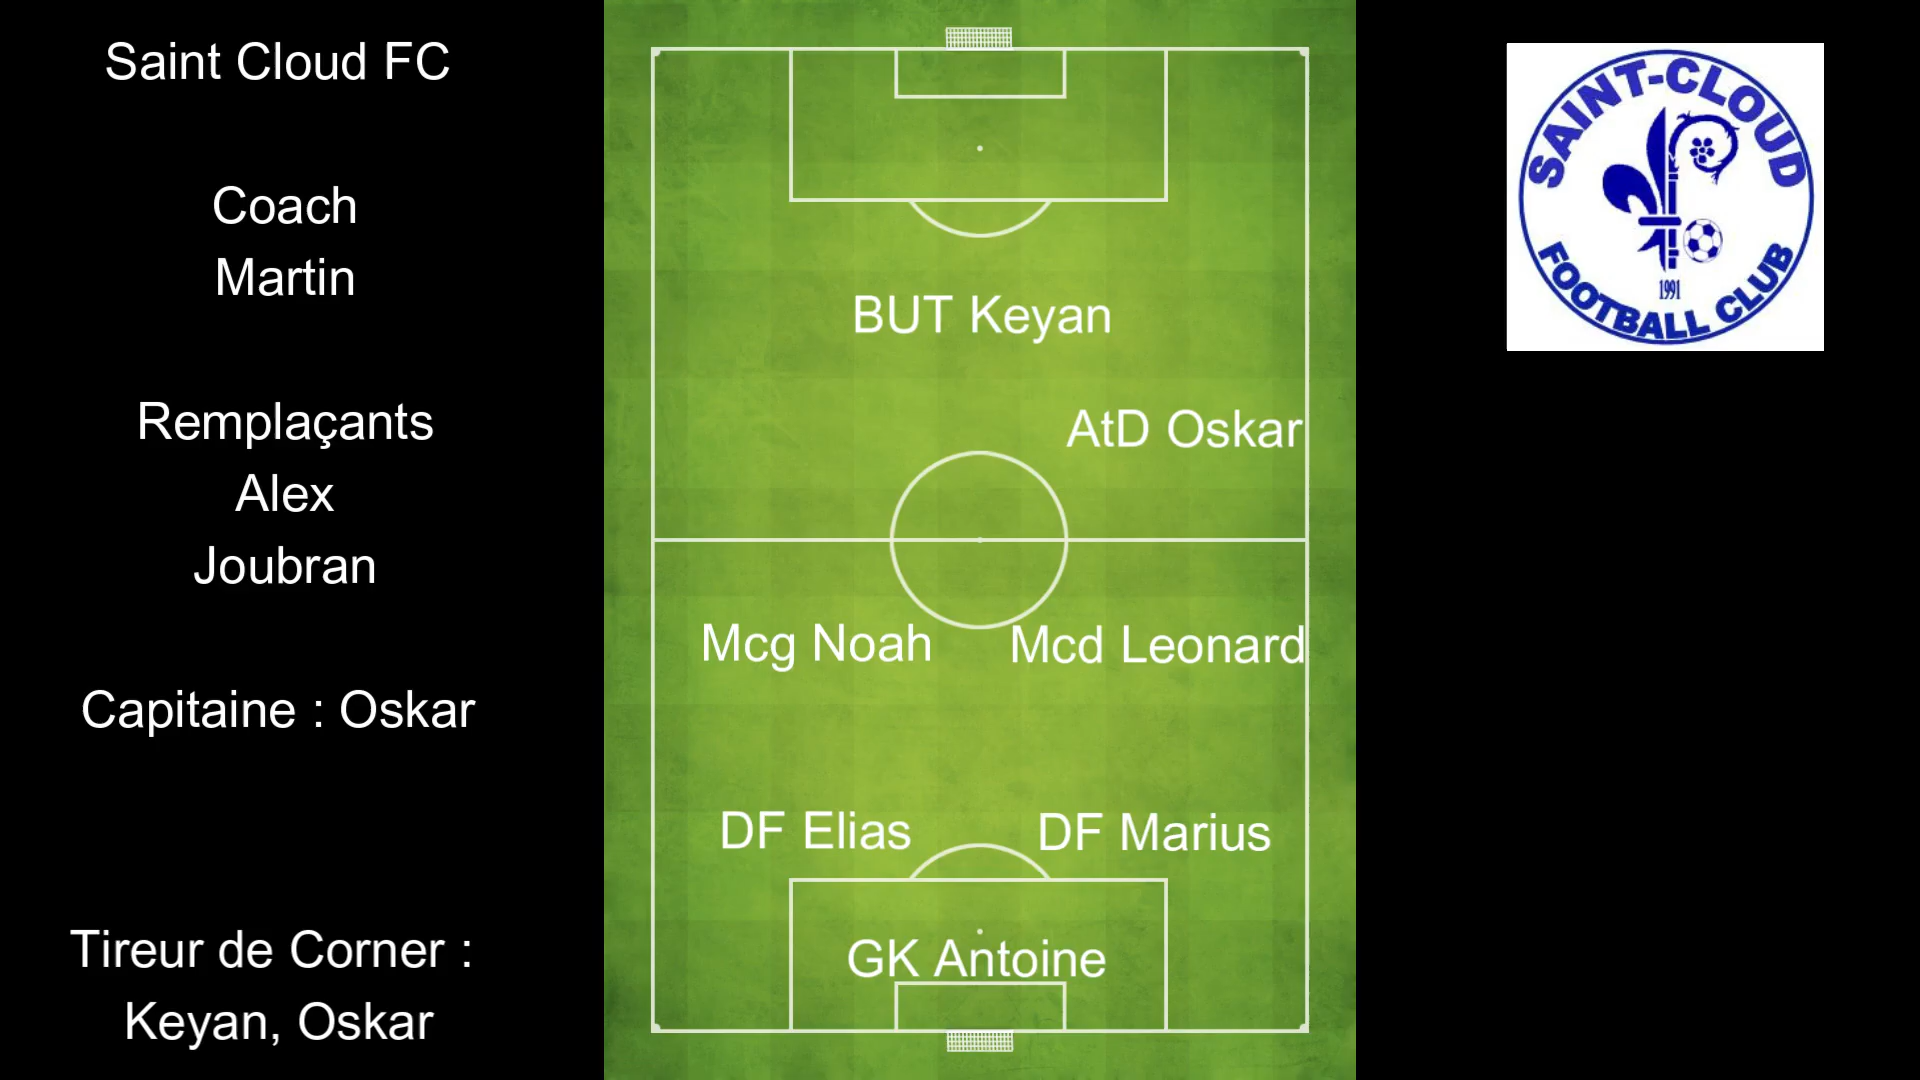 Saint Cloud FC
Coach
Martin
Remplaçants
Alex
Joubran
Capitaine : Oskar
Tireur de Corner :
Keyan, Oskar
BUT Keyan
AtD Oskar
Mcg Noah
Mcd Leonard
DF Elias
DF Marius
GK Antoine
SAINT-CLOUD
1991
FOOTBALL CLUB